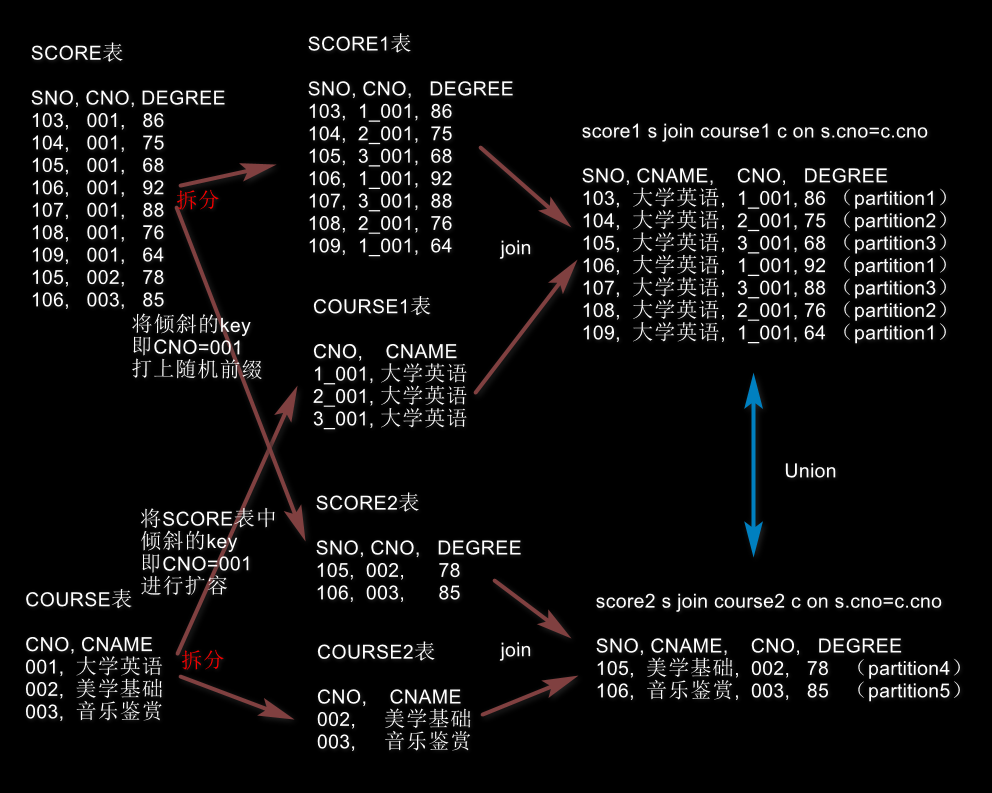 SCORE表
SNO, CNO, DEGREE
103, 001, 86
104, 001, 75
105, 001, 68
106, 001, 92
107, 001, 88
108, 001, 76
109, 001, 64
105, 002, 78
106, 003, 85
拆分
将倾斜的key
即CNO=001
打上随机前缀
SCORE1表
SNO, CNO, DEGREE
103, 1_001, 86
104, 2_001, 75
105, 3_001, 68
106, 1_001, 92
107, 3_001, 88
108, 2_001, 76
109, 1_001, 64
COURSE1表
CNO, CNAME
1_001, 大学英语
2_001, 大学英语
3_001, 大学英语
join
score1 s join course1 c on s.cno=c.cno
SNO, CNAME, CNO, DEGREE
103, 大学英语, 1_001, 86 （partition1）
104, 大学英语, 2_001, 75 （partition2）
105, 大学英语, 3_001, 68 （partition3）
106, 大学英语, 1_001, 92 （partition1）
107, 大学英语, 3_001, 88 （partition3）
108, 大学英语, 2_001, 76 （partition2）
109, 大学英语, 1_001, 64 （partition1）
Union
将SCORE表中
倾斜的key
即CNO=001
进行扩容
COURSE表
CNO, CNAME
001, 大学英语
002, 美学基础
003, 音乐鉴赏
拆分
SCORE2表
SNO, CNO, DEGREE
105, 002, 78
106, 003, 85
COURSE2表
CNO, CNAME
002, 美学基础
003, 音乐鉴赏
join
score2 s join course2 c on s.cno=c.cno
SNO, CNAME, CNO, DEGREE
105, 美学基础, 002, 78 （partition4）
106, 音乐鉴赏, 003, 85 （partition5）